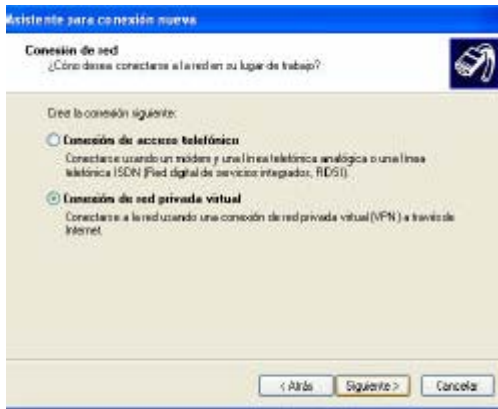 Asistente para conexión nueva
Conexión de red
¿Cómo desea conectarse a la red en su lugar de trabajo?
Cree la conexión siguiente:
Conexión de acceso telefónico
Conectarse usando un módem y una línea telefónica analógica o una línea
telefónica ISDN (Red digital de servicios integrados, RDSI).
Conexión de red privada virtual
Conectarse a la red usando una conexión de red privada virtual (VPN) a través de
Internet.
< Atrás
Siguiente >
Cancelar